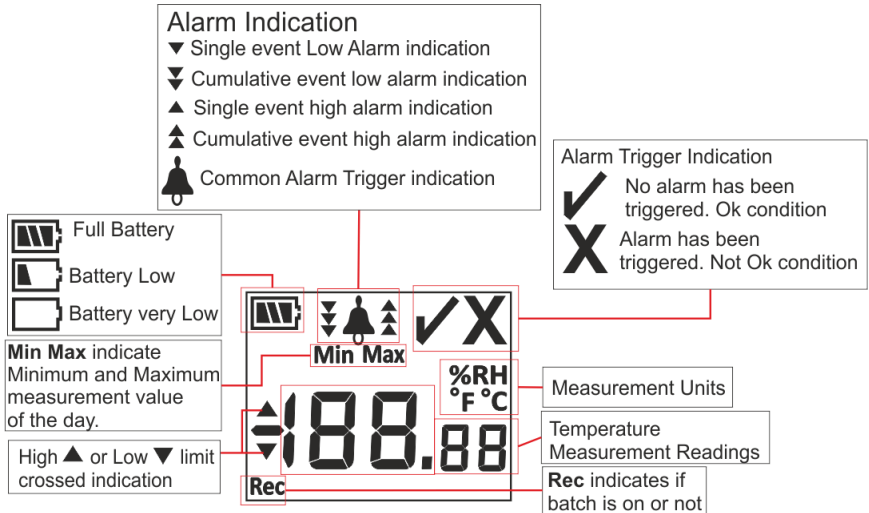 Alarm Indication
▼ Single event Low Alarm indication
Cumulative event low alarm indication
▲ Single event high alarm indication
Cumulative event high alarm indication
Common Alarm Trigger indication
Alarm Trigger Indication
No alarm has been
triggered. Ok condition
X Alarm has been
triggered. Not Ok condition
Full Battery
Battery Low
Battery very Low
Min Max indicate
Minimum and Maximum
measurement value
of the day.
High ▲ or Low ▼ limit
crossed indication
X
Min Max
%RH
°F °C
188.88
Rec
Measurement Units
Temperature
Measurement Readings
Rec indicates if
batch is on or not